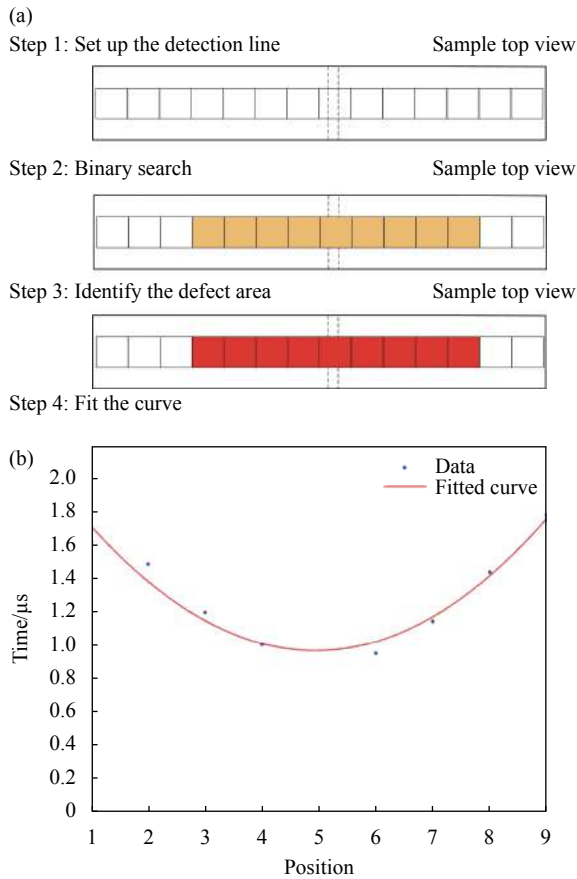 (a)
Step 1: Set up the detection line Sample top view
Step 2: Binary search Sample top view
Step 3: Identify the defect area Sample top view
Step 4: Fit the curve
(b)
2.0
1.8
1.6
1.4
1.2
1.0
0.8
0.6
0.4
0.2
0
Time/μs
Data
Fitted curve
1 2 3 4 5 6 7 8 9
Position